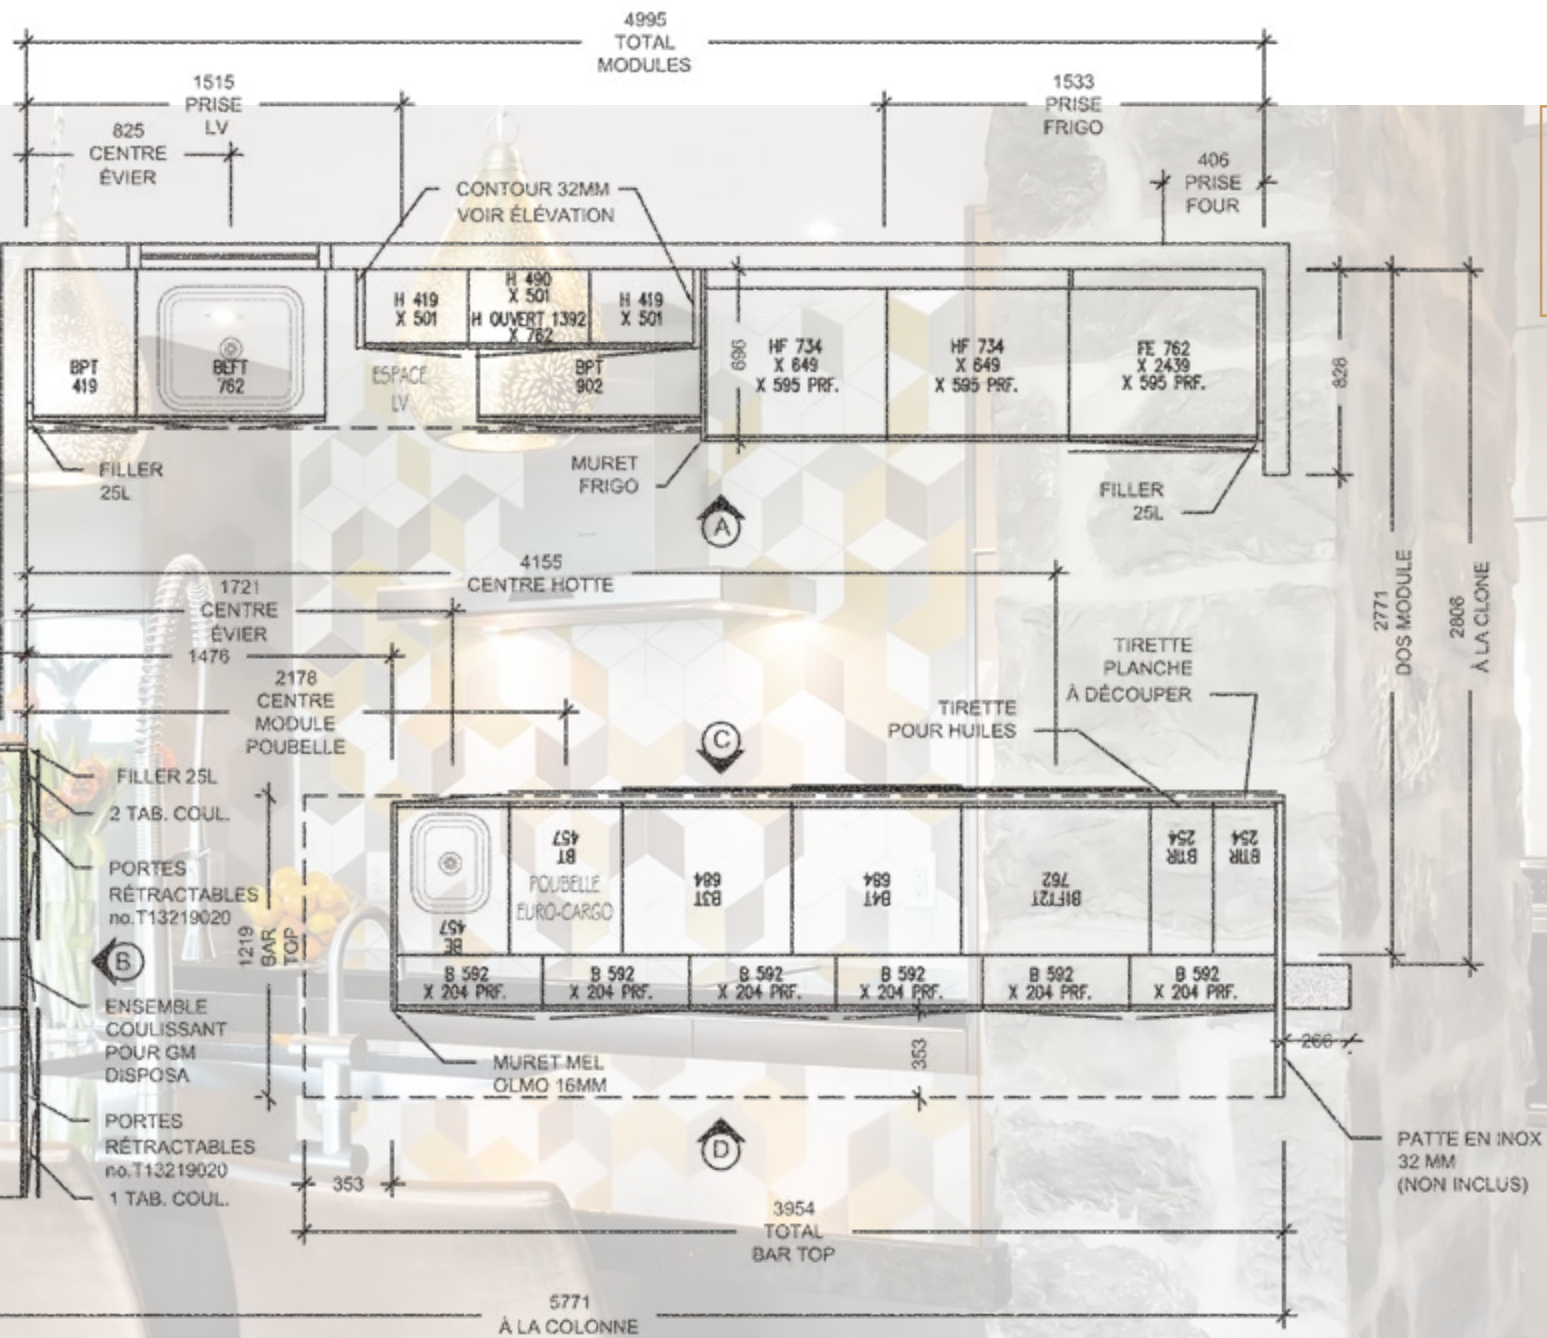 4995
TOTAL
MODULES
1515
PRISE
LV
1533
PRISE
FRIGO
825
CENTRE
ÉVIER
406
PRISE
FOUR
CONTOUR 32MM
VOIR ÉLÉVATION
BPT
419
BEFT
762
H 419
X 501
H 490
X 501
H OUVERT 1392
X 762
H 419
X 501
ESPACE
LV
BPT
902
696
HF 734
X 649
X 595 PRF.
HF 734
X 649
X 595 PRF.
FE 762
X 2439
X 595 PRF.
828
FILLER
25L
MURET
FRIGO
FILLER
25L
A
4155
CENTRE HOTTE
1721
CENTRE
ÉVIER
1476
2178
CENTRE
MODULE
POUBELLE
2771
DOS MODULE
2806
À LA CLONE
TIRETTE
PLANCHE
À DÉCOUPER
TIRETTE
POUR HUILES
C
FILLER 25L
2 TAB. COUL.
PORTES
RÉTRACTABLES
no.T13219020
B
ENSEMBLE
COULISSANT
POUR GM
DISPOSA
PORTES
RÉTRACTABLES
no.T13219020
1 TAB. COUL.
1219
BAR
TOP
BE
457
BT
457
POUBELLE
EURO-CARGO
B3T
684
B4T
684
B1FT2T
762
BTIR
254
BTIR
254
B 592
X 204 PRF.
B 592
X 204 PRF.
B 592
X 204 PRF.
B 592
X 204 PRF.
B 592
X 204 PRF.
B 592
X 204 PRF.
MURET MEL
OLMO 16MM
353
266
D
PATTE EN INOX
32 MM
(NON INCLUS)
353
3954
TOTAL
BAR TOP
5771
À LA COLONNE